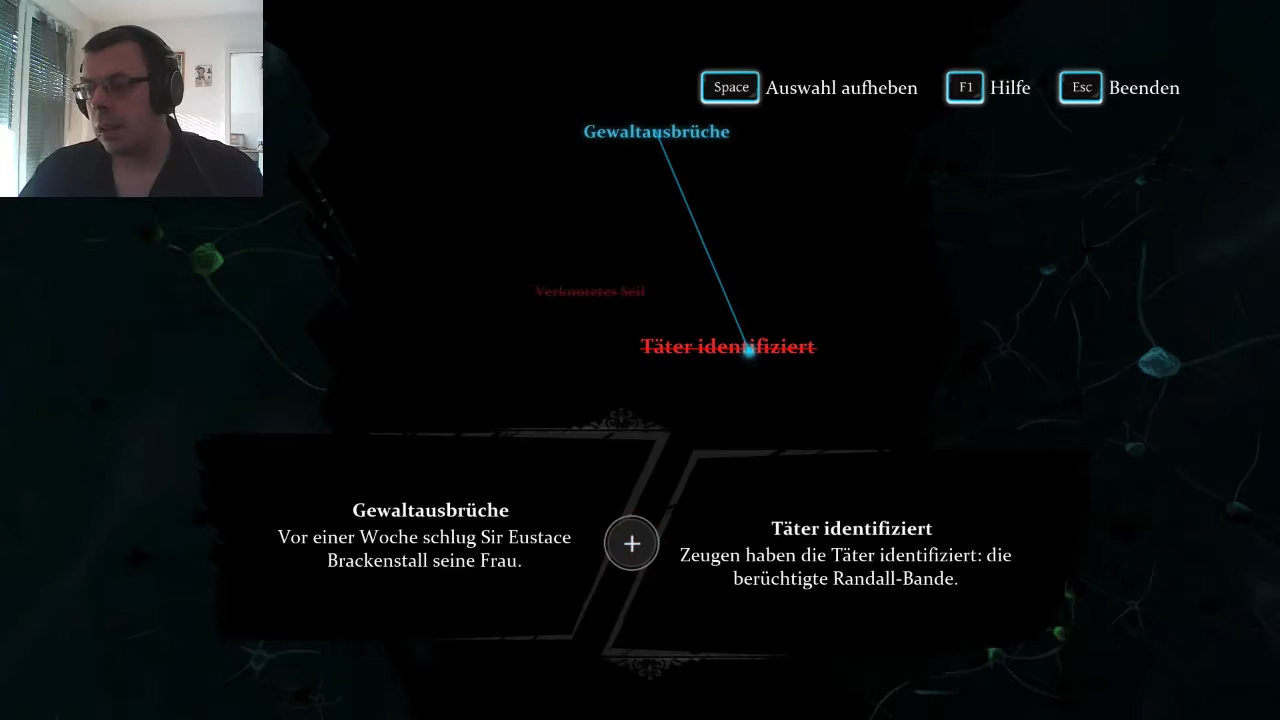 Space Auswahl aufheben F1 Hilfe Esc Beenden
Gewaltausbrüche
Verknotetes Seil
Täter identifiziert
Gewaltausbrüche
Vor einer Woche schlug Sir Eustace
Brackenstall seine Frau.
Täter identifiziert
Zeugen haben die Täter identifiziert: die
berüchtigte Randall-Bande.